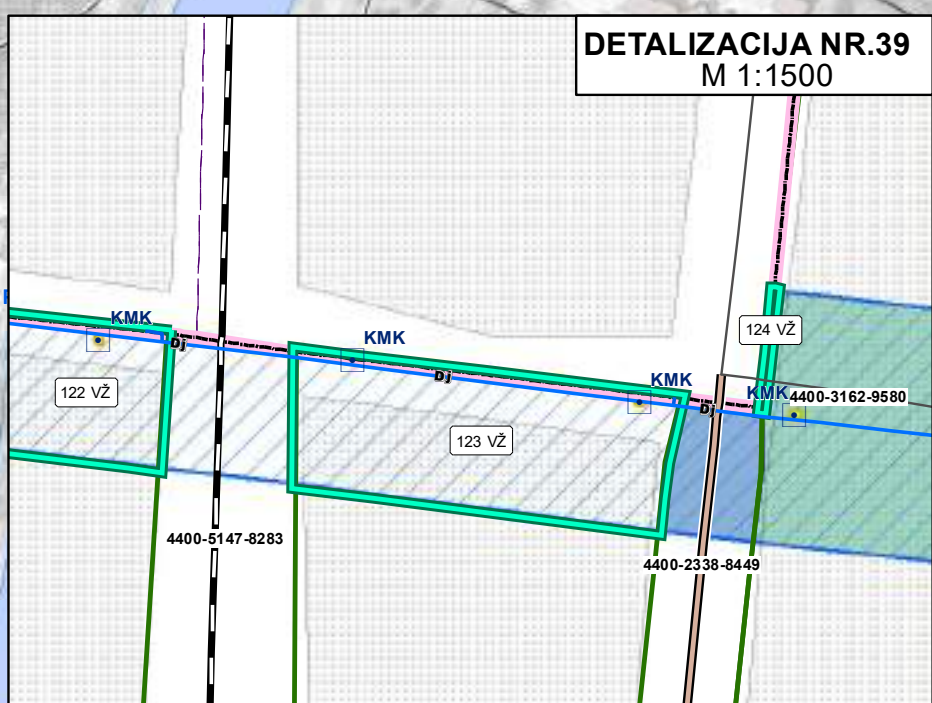 DETALIZACIJA NR.39
M 1:1500
KMK
Dj
KMK
124 VŽ
122 VŽ
Dj
KMK
KMK
4400-3162-9580
Dj
123 VŽ
4400-5147-8283
4400-2338-8449